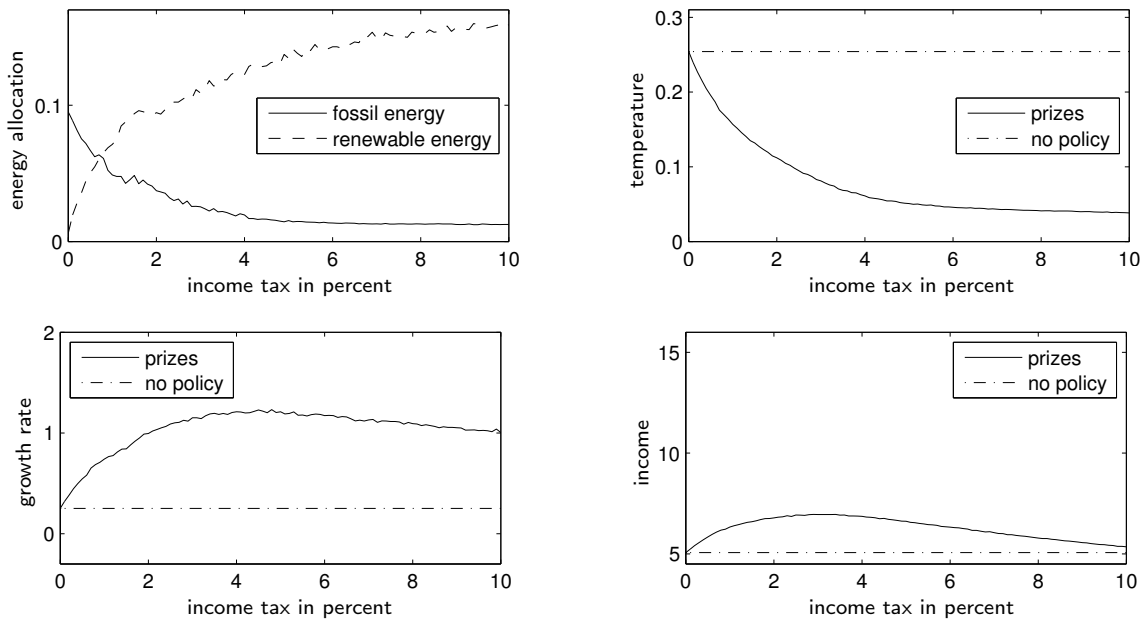 energy allocation
0.1
0
fossil energy
renewable energy
0 2 4 6 8 10
income tax in percent
temperature
0.3
0.2
0.1
0
prizes
no policy
0 2 4 6 8 10
income tax in percent
growth rate
2
1
0
prizes
no policy
0 2 4 6 8 10
income tax in percent
income
15
10
5
prizes
no policy
0 2 4 6 8 10
income tax in percent